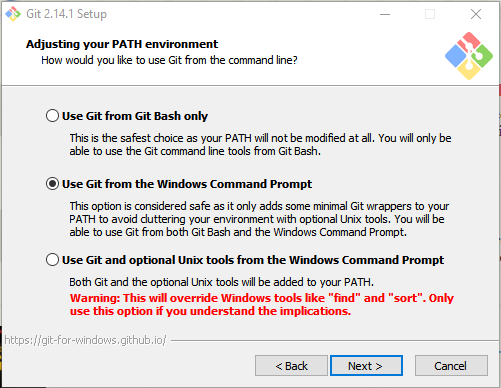 Git 2.14.1 Setup
Adjusting your PATH environment
How would you like to use Git from the command line?
Use Git from Git Bash only
This is the safest choice as your PATH will not be modified at all. You will only be
able to use the Git command line tools from Git Bash.
Use Git from the Windows Command Prompt
This option is considered safe as it only adds some minimal Git wrappers to your
PATH to avoid cluttering your environment with optional Unix tools. You will be
able to use Git from both Git Bash and the Windows Command Prompt.
Use Git and optional Unix tools from the Windows Command Prompt
Both Git and the optional Unix tools will be added to your PATH.
Warning: This will override Windows tools like "find" and "sort". Only
use this option if you understand the implications.
https://git-for-windows.github.io/
< Back
Next >
Cancel